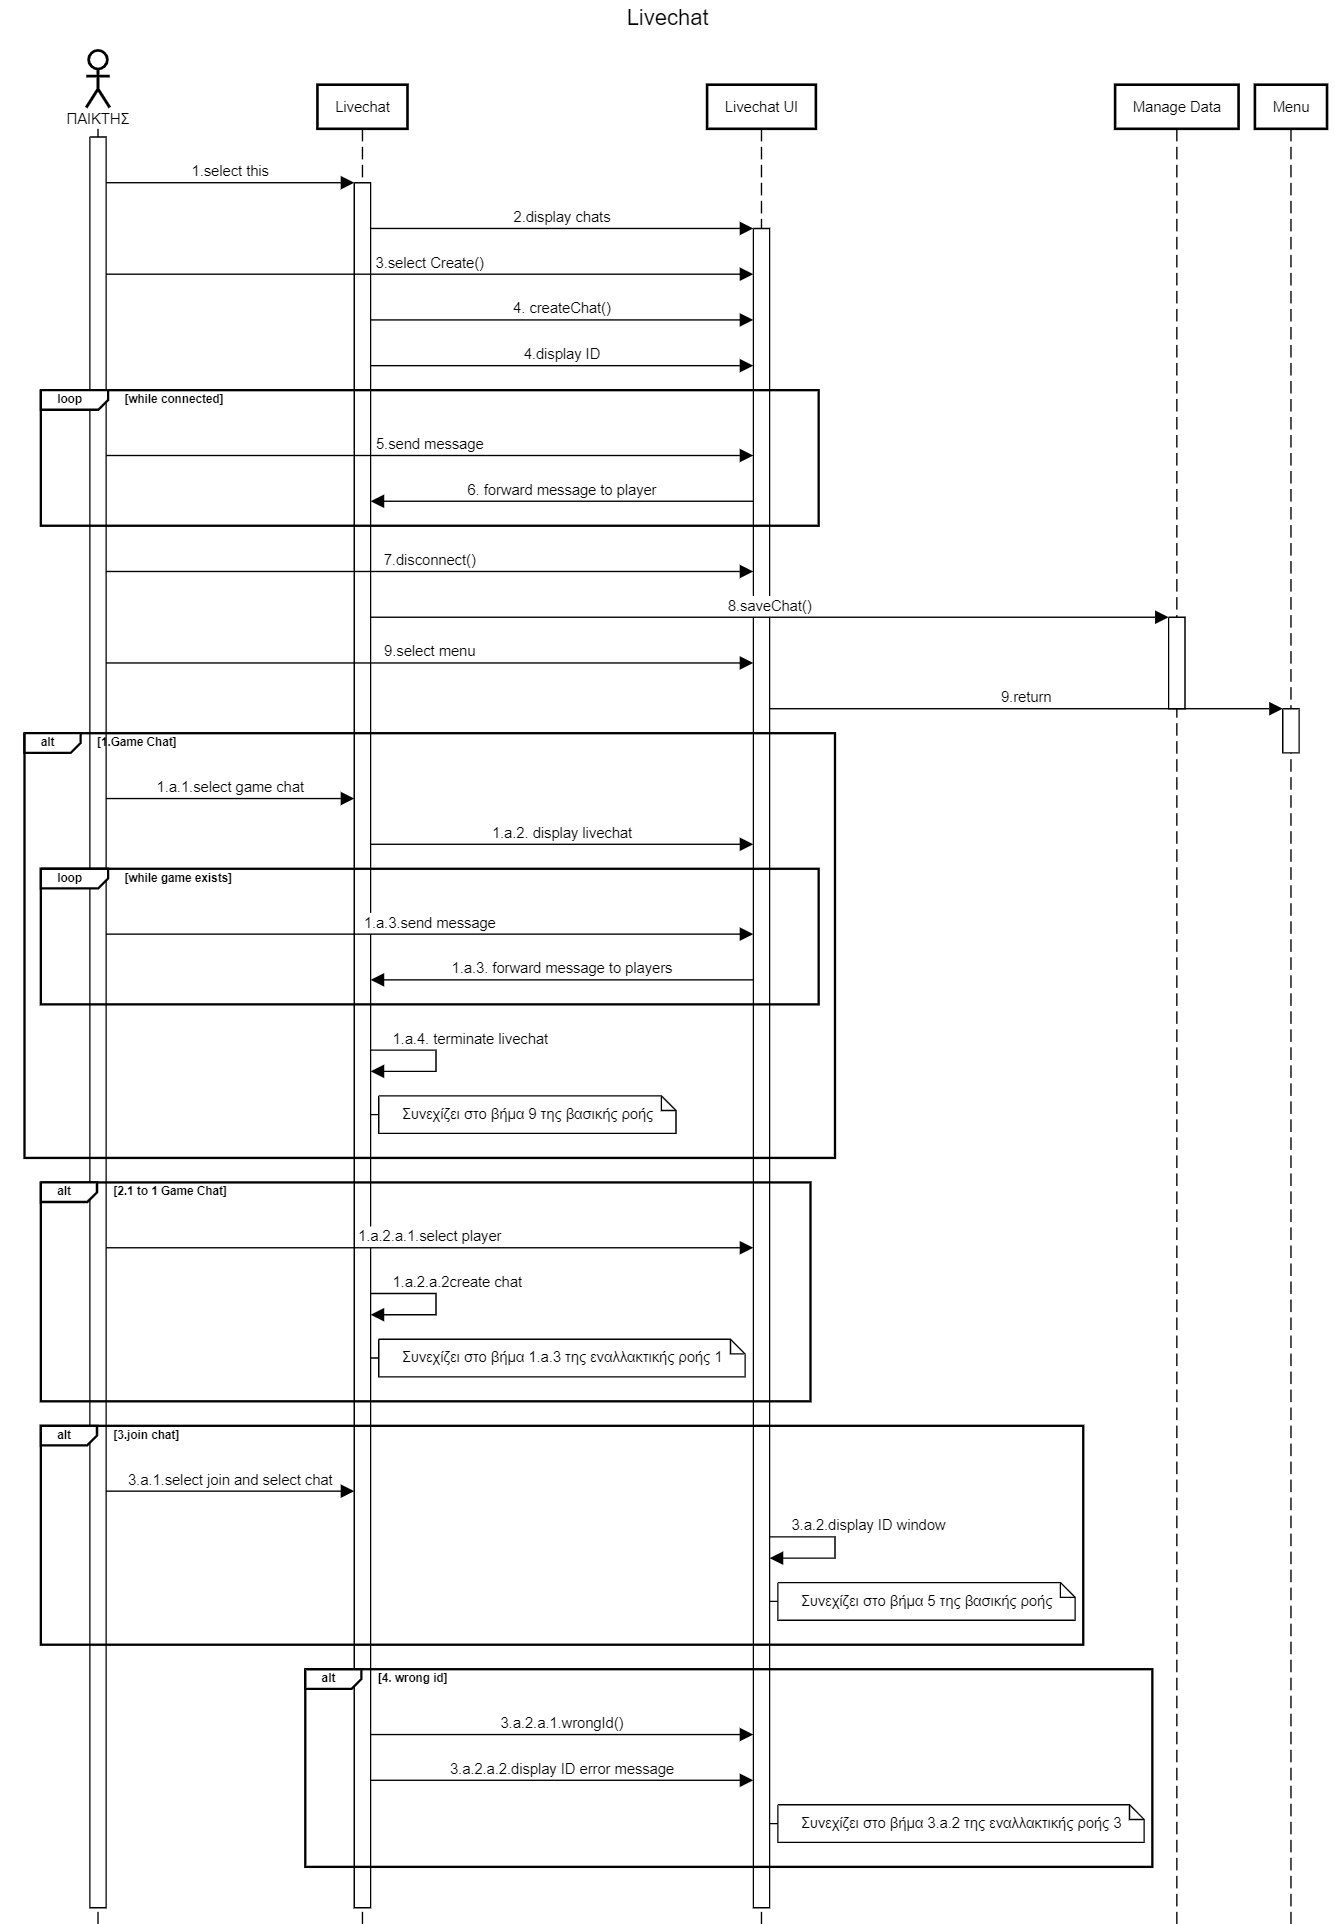 Livechat
ΠΑΙΚΤΗΣ
Livechat
Livechat UI
Manage Data
Menu
1.select this
2.display chats
3.select Create()
4. createChat()
4.display ID
loop
[while connected]
5.send message
6. forward message to player
7.disconnect()
8.saveChat()
9.select menu
9.return
alt
[1.Game Chat]
1.a.1.select game chat
1.a.2. display livechat
loop
[while game exists]
1.a.3.send message
1.a.3. forward message to players
1.a.4. terminate livechat
Συνεχίζει στο βήμα 9 της βασικής ροής
alt
[2.1 to 1 Game Chat]
1.a.2.a.1.select player
1.a.2.a.2create chat
Συνεχίζει στο βήμα 1.a.3 της εναλλακτικής ροής 1
alt
[3.join chat]
3.a.1.select join and select chat
3.a.2.display ID window
Συνεχίζει στο βήμα 5 της βασικής ροής
alt
[4. wrong id]
3.a.2.a.1.wrongId()
3.a.2.a.2.display ID error message
Συνεχίζει στο βήμα 3.a.2 της εναλλακτικής ροής 3